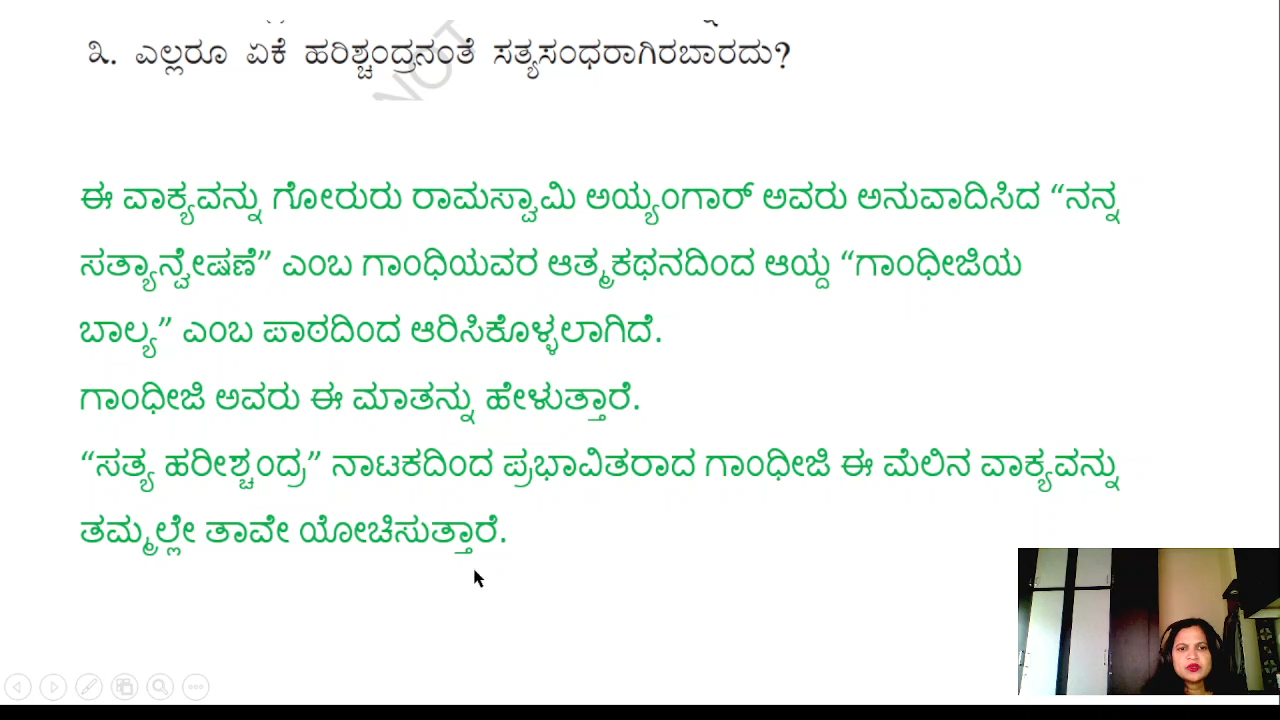 ೩. ಎಲ್ಲರೂ ಏಕೆ ಹರಿಶ್ಚಂದ್ರನಂತೆ ಸತ್ಯಸಂಧರಾಗಿರಬಾರದು?
NOT
ಈ ವಾಕ್ಯವನ್ನು ಗೋರುರು ರಾಮಸ್ವಾಮಿ ಅಯ್ಯಂಗಾರ್ ಅವರು ಅನುವಾದಿಸಿದ “ನನ್ನ
ಸತ್ಯಾನ್ವೇಷಣೆ” ಎಂಬ ಗಾಂಧಿಯವರ ಆತ್ಮಕಥನದಿಂದ ಆಯ್ದ “ಗಾಂಧೀಜಿಯ
ಬಾಲ್ಯ” ಎಂಬ ಪಾಠದಿಂದ ಆರಿಸಿಕೊಳ್ಳಲಾಗಿದೆ.
ಗಾಂಧೀಜಿ ಅವರು ಈ ಮಾತನ್ನು ಹೇಳುತ್ತಾರೆ.
“ಸತ್ಯ ಹರೀಶ್ಚಂದ್ರ” ನಾಟಕದಿಂದ ಪ್ರಭಾವಿತರಾದ ಗಾಂಧೀಜಿ ಈ ಮೆಲಿನ ವಾಕ್ಯವನ್ನು
ತಮ್ಮಲ್ಲೇ ತಾವೇ ಯೋಚಿಸುತ್ತಾರೆ.